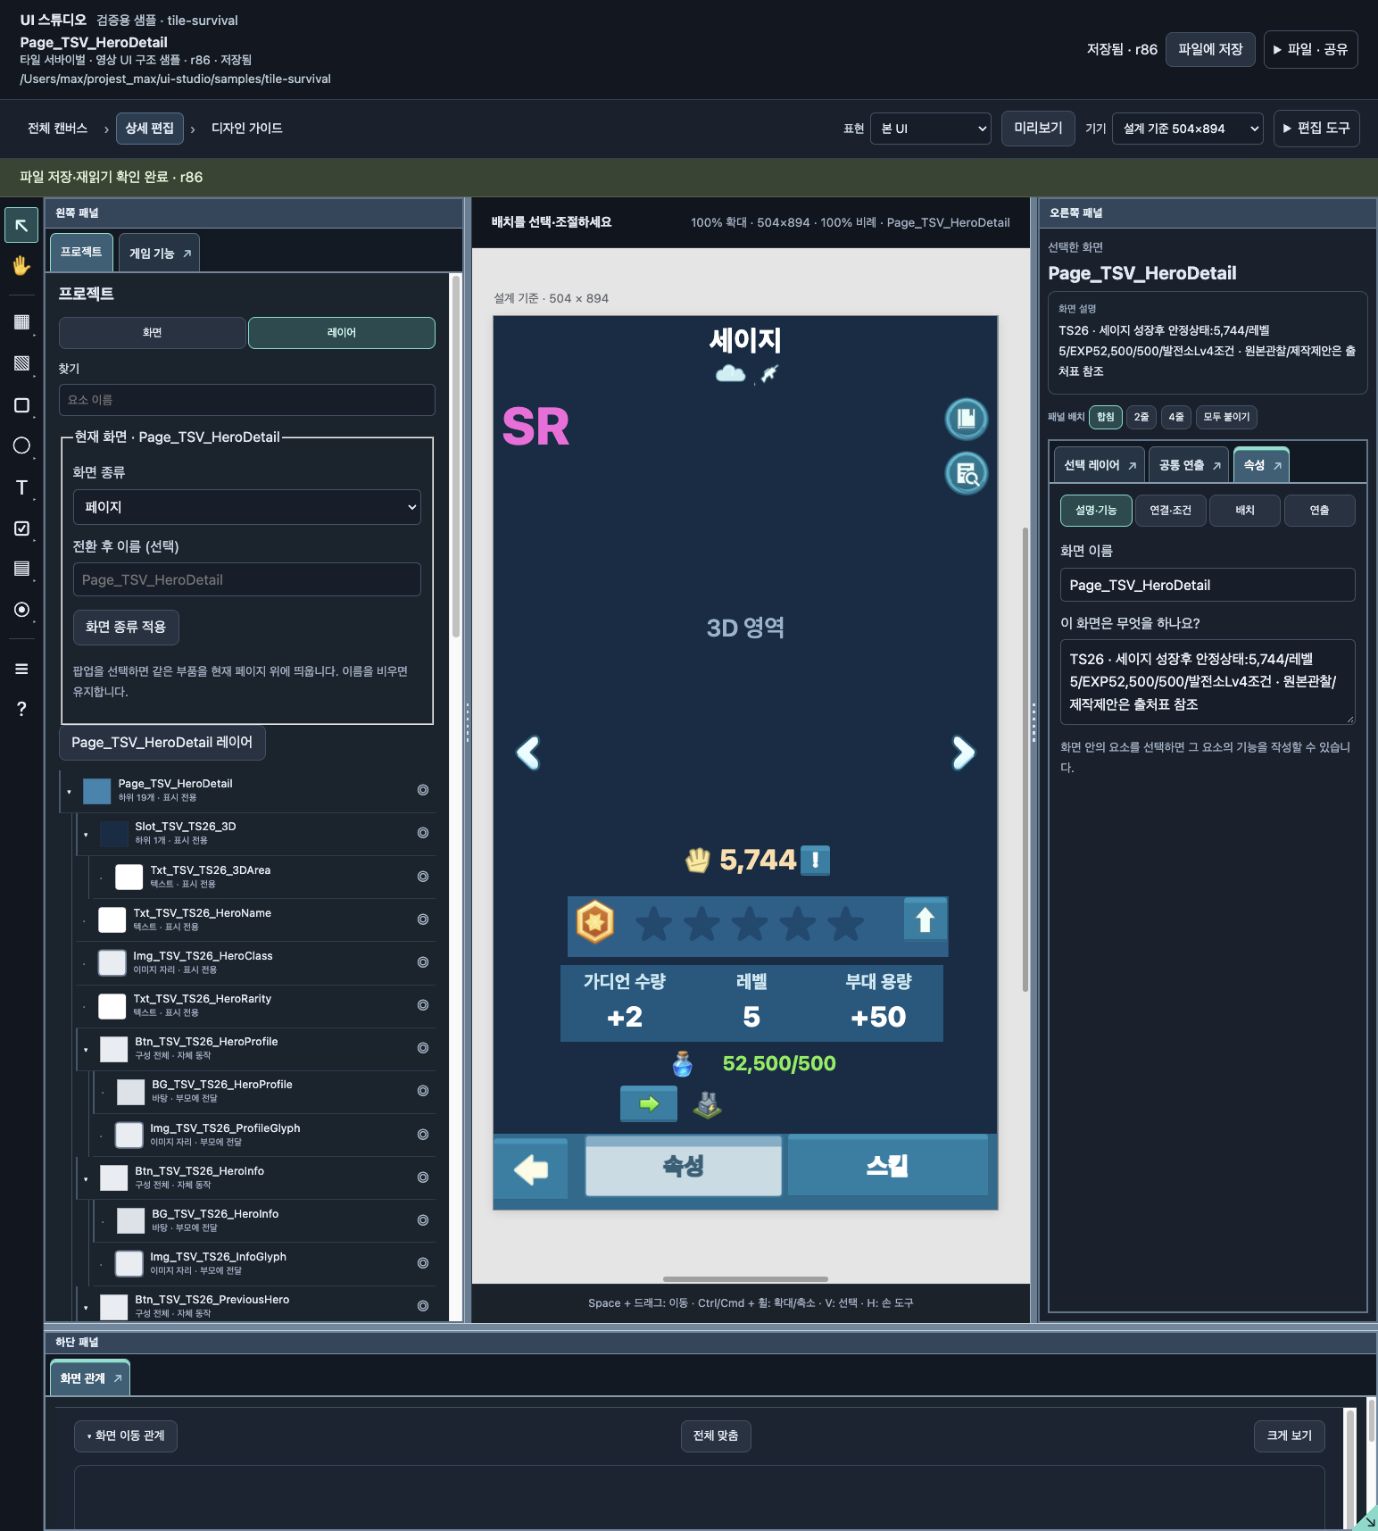 UI 스튜디오 검증용 샘플 · tile-survival
Page_TSV_HeroDetail
타일 서바이벌 · 영상 UI 구조 샘플 · r86 · 저장됨
/Users/max/projest_max/ui-studio/samples/tile-survival
저장됨 · r86
파일에 저장
▶ 파일 · 공유
전체 캔버스 › 상세 편집 › 디자인 가이드
표현 본 UI 미리보기 기기 설계 기준 504×894 ▶ 편집 도구
파일 저장·재읽기 확인 완료 · r86
왼쪽 패널
프로젝트
게임 기능 ↗
프로젝트
화면
레이어
찾기
요소 이름
현재 화면 · Page_TSV_HeroDetail
화면 종류
페이지
전환 후 이름 (선택)
Page_TSV_HeroDetail
화면 종류 적용
팝업을 선택하면 같은 부품을 현재 페이지 위에 띄웁니다. 이름을 비우면
유지합니다.
Page_TSV_HeroDetail 레이어
Page_TSV_HeroDetail
하위 19개 · 표시 전용
Slot_TSV_TS26_3D
하위 1개 · 표시 전용
Txt_TSV_TS26_3DArea
텍스트 · 표시 전용
Txt_TSV_TS26_HeroName
텍스트 · 표시 전용
Img_TSV_TS26_HeroClass
이미지 자리 · 표시 전용
Txt_TSV_TS26_HeroRarity
텍스트 · 표시 전용
Btn_TSV_TS26_HeroProfile
구성 전체 · 자체 동작
BG_TSV_TS26_HeroProfile
바탕 · 부모에 전달
Img_TSV_TS26_ProfileGlyph
이미지 자리 · 부모에 전달
Btn_TSV_TS26_HeroInfo
구성 전체 · 자체 동작
BG_TSV_TS26_HeroInfo
바탕 · 부모에 전달
Img_TSV_TS26_InfoGlyph
이미지 자리 · 부모에 전달
Btn_TSV_TS26_PreviousHero
구성 전체 · 자체 동작
배치를 선택·조절하세요
100% 확대 · 504×894 · 100% 비례 · Page_TSV_HeroDetail
설계 기준 · 504 × 894
세이지
SR
3D 영역
5,744 !
가디언 수량 레벨 부대 용량
+2 5 +50
52,500/500
속성
스킬
Space + 드래그: 이동 · Ctrl/Cmd + 휠: 확대/축소 · V: 선택 · H: 손 도구
오른쪽 패널
선택한 화면
Page_TSV_HeroDetail
화면 설명
TS26 · 세이지 성장후 안정상태:5,744/레벨
5/EXP52,500/500/발전소Lv4조건 · 원본관찰/제작제안은 출
처표 참조
패널 배치 합침 2줄 4줄 모두 붙이기
선택 레이어 ↗ 공통 연출 ↗ 속성 ↗
설명·기능 연결·조건 배치 연출
화면 이름
Page_TSV_HeroDetail
이 화면은 무엇을 하나요?
TS26 · 세이지 성장후 안정상태:5,744/레벨
5/EXP52,500/500/발전소Lv4조건 · 원본관찰/
제작제안은 출처표 참조
화면 안의 요소를 선택하면 그 요소의 기능을 작성할 수 있습니
다.
하단 패널
화면 관계 ↗
▾ 화면 이동 관계
전체 맞춤
크게 보기